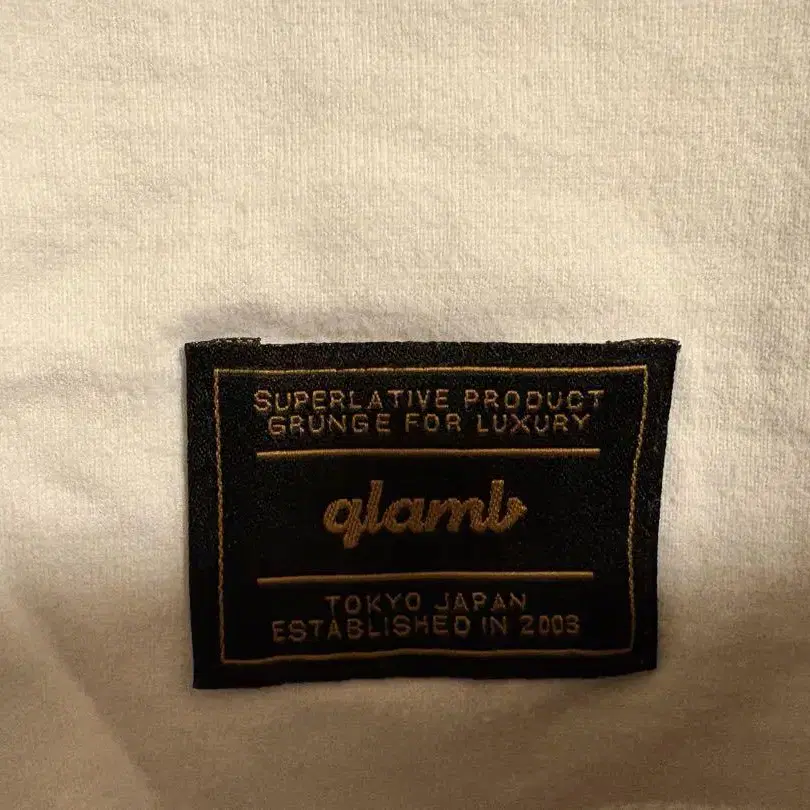 SUPERLATIVE PRODUCT
GRUNGE FOR LUXURY
glamb
TOKYO JAPAN
ESTABLISHED IN 2003